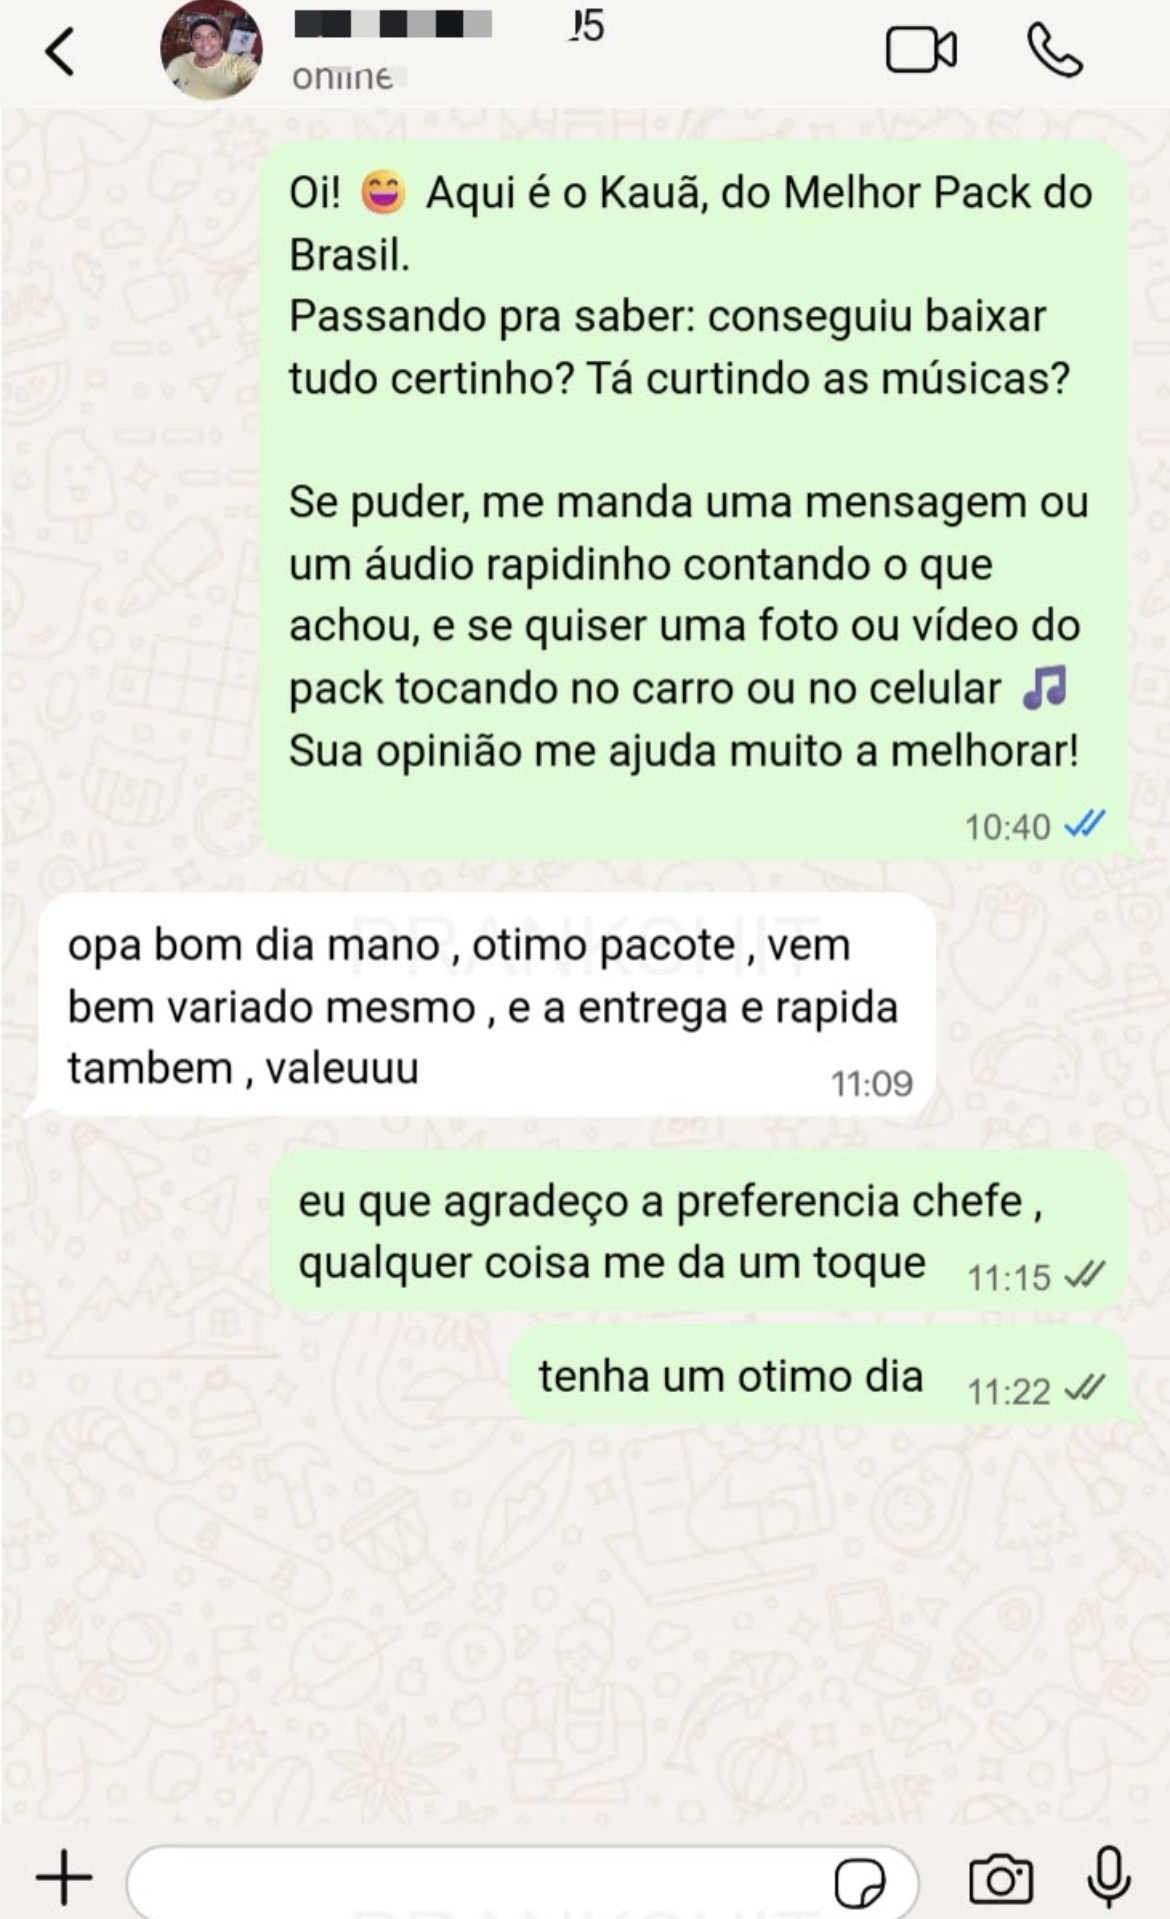 15
online
Oi! 😄 Aqui é o Kauã, do Melhor Pack do
Brasil.
Passando pra saber: conseguiu baixar
tudo certinho? Tá curtindo as músicas?
Se puder, me manda uma mensagem ou
um áudio rapidinho contando o que
achou, e se quiser uma foto ou vídeo do
pack tocando no carro ou no celular 🎵
Sua opinião me ajuda muito a melhorar!
10:40
PRANKSHIT
opa bom dia mano , otimo pacote , vem
bem variado mesmo , e a entrega e rapida
tambem , valeuuu
11:09
eu que agradeço a preferencia chefe ,
qualquer coisa me da um toque
11:15
tenha um otimo dia
11:22